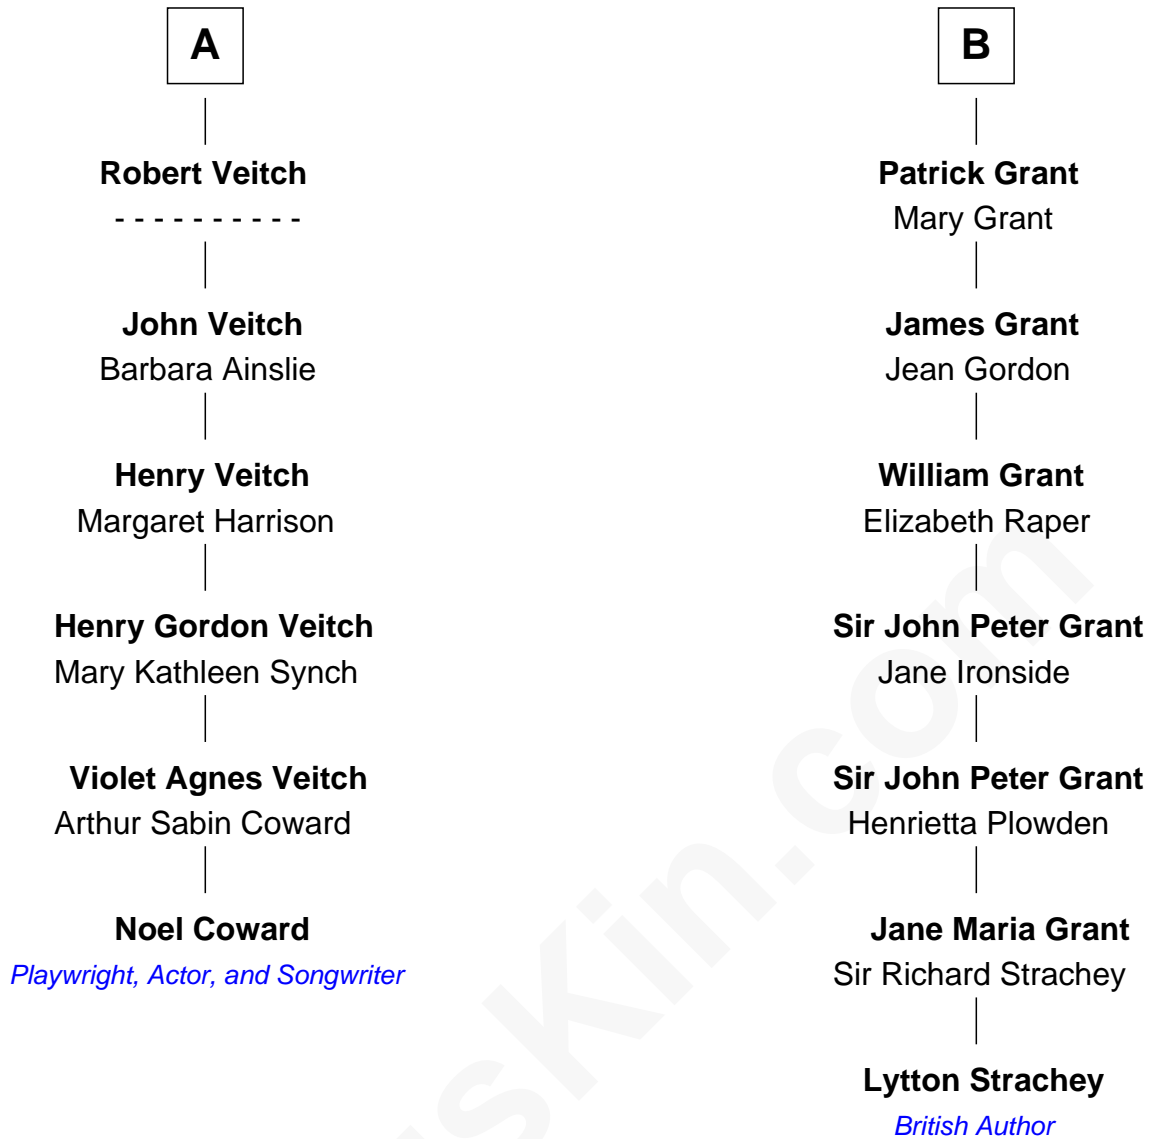 A
Robert Veitch
- - - - - - - - - -
John Veitch
Barbara Ainslie
Henry Veitch
Margaret Harrison
Henry Gordon Veitch
Mary Kathleen Synch
Violet Agnes Veitch
Arthur Sabin Coward
Noel Coward
Playwright, Actor, and Songwriter
B
Patrick Grant
Mary Grant
James Grant
Jean Gordon
William Grant
Elizabeth Raper
Sir John Peter Grant
Jane Ironside
Sir John Peter Grant
Henrietta Plowden
Jane Maria Grant
Sir Richard Strachey
Lytton Strachey
British Author